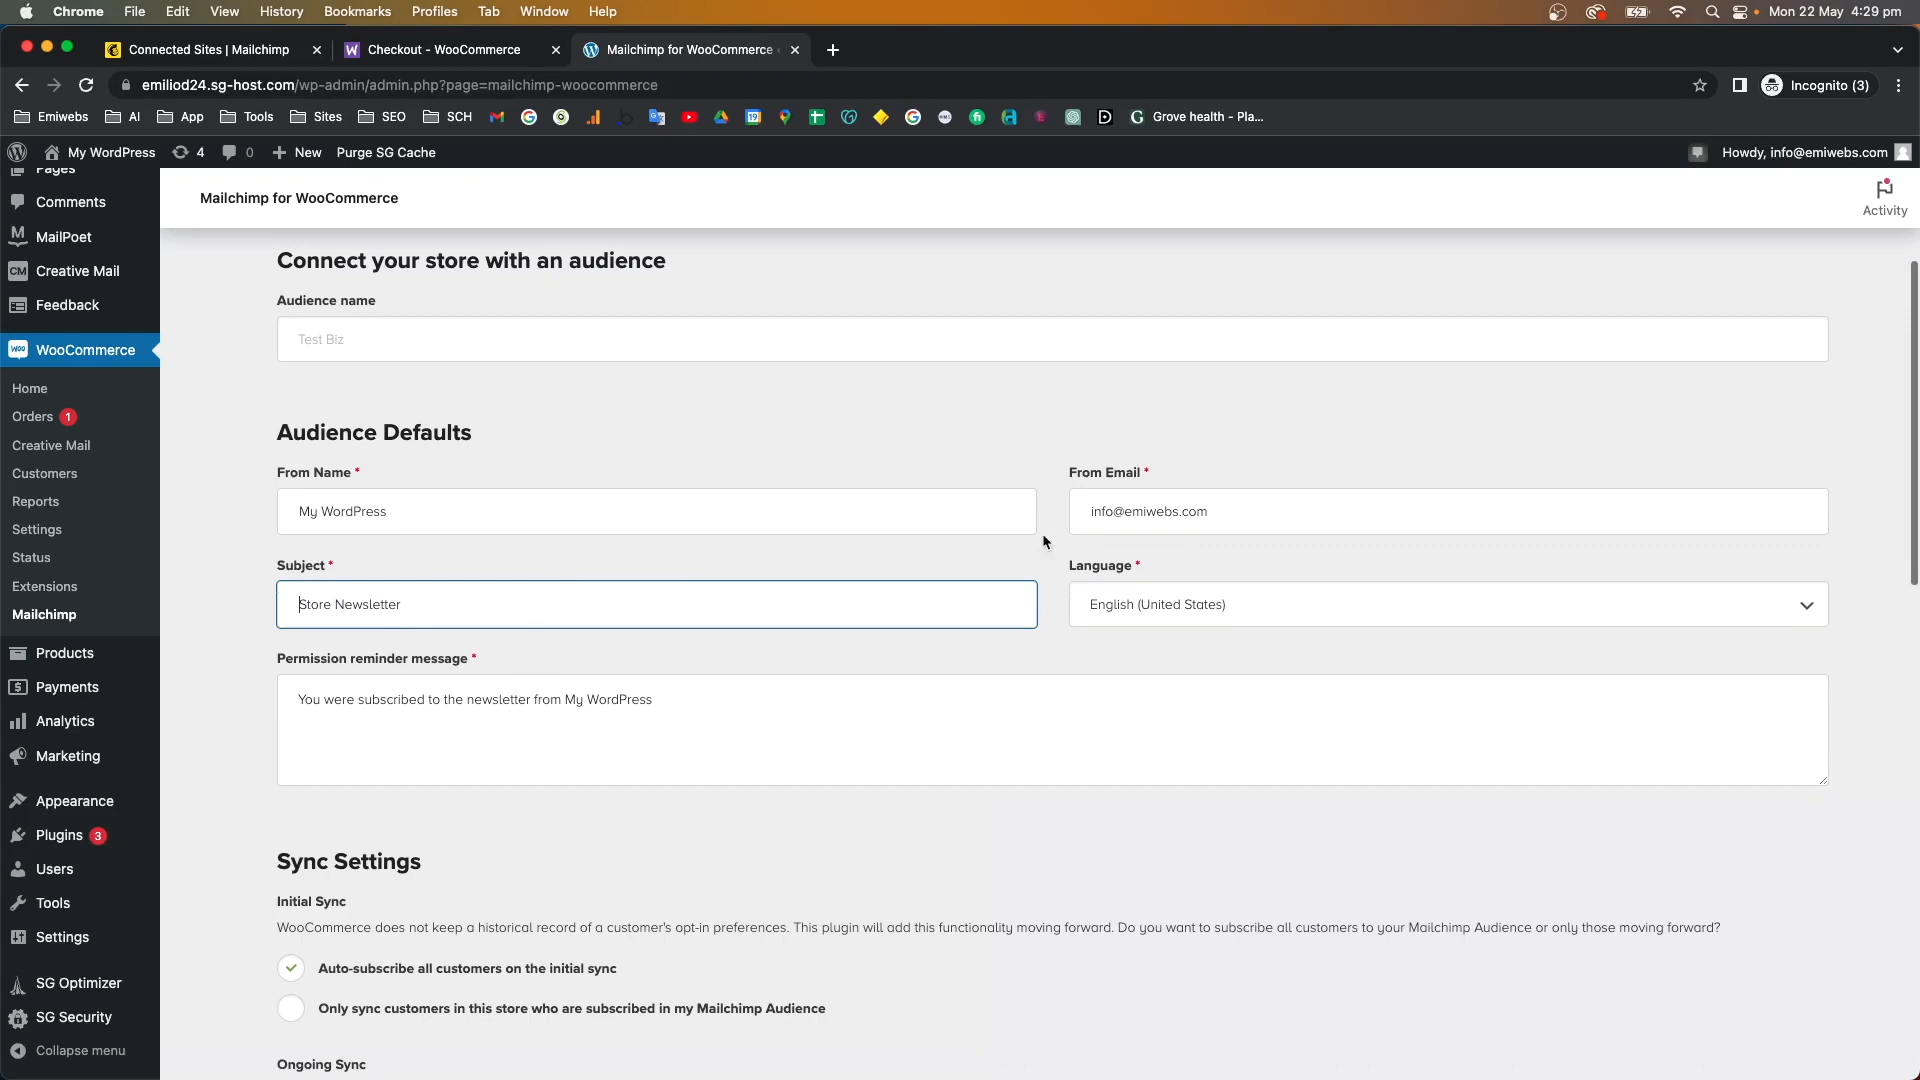 Chrome File Edit View History Bookmarks Profiles Tab Window Help Mon 22 May 4:29 pm
Connected Sites | Mailchimp Checkout - WooCommerce Mailchimp for WooCommerce
emiliod24.sg-host.com/wp-admin/admin.php?page=mailchimp-woocommerce Incognito (3)
Emiwebs AI App Tools Sites SEO SCH Grove health - Pla...
My WordPress 4 0 New Purge SG Cache Howdy, info@emiwebs.com
Pages
Comments
MailPoet
Creative Mail
Feedback
WooCommerce
Home
Orders 1
Creative Mail
Customers
Reports
Settings
Status
Extensions
Mailchimp
Products
Payments
Analytics
Marketing
Appearance
Plugins 3
Users
Tools
Settings
SG Optimizer
SG Security
Collapse menu
Mailchimp for WooCommerce
Activity
Connect your store with an audience
Audience name
Test Biz
Audience Defaults
From Name * From Email *
My WordPress info@emiwebs.com
Subject * Language *
Store Newsletter English (United States)
Permission reminder message *
You were subscribed to the newsletter from My WordPress
Sync Settings
Initial Sync
WooCommerce does not keep a historical record of a customer's opt-in preferences. This plugin will add this functionality moving forward. Do you want to subscribe all customers to your Mailchimp Audience or only those moving forward?
Auto-subscribe all customers on the initial sync
Only sync customers in this store who are subscribed in my Mailchimp Audience
Ongoing Sync